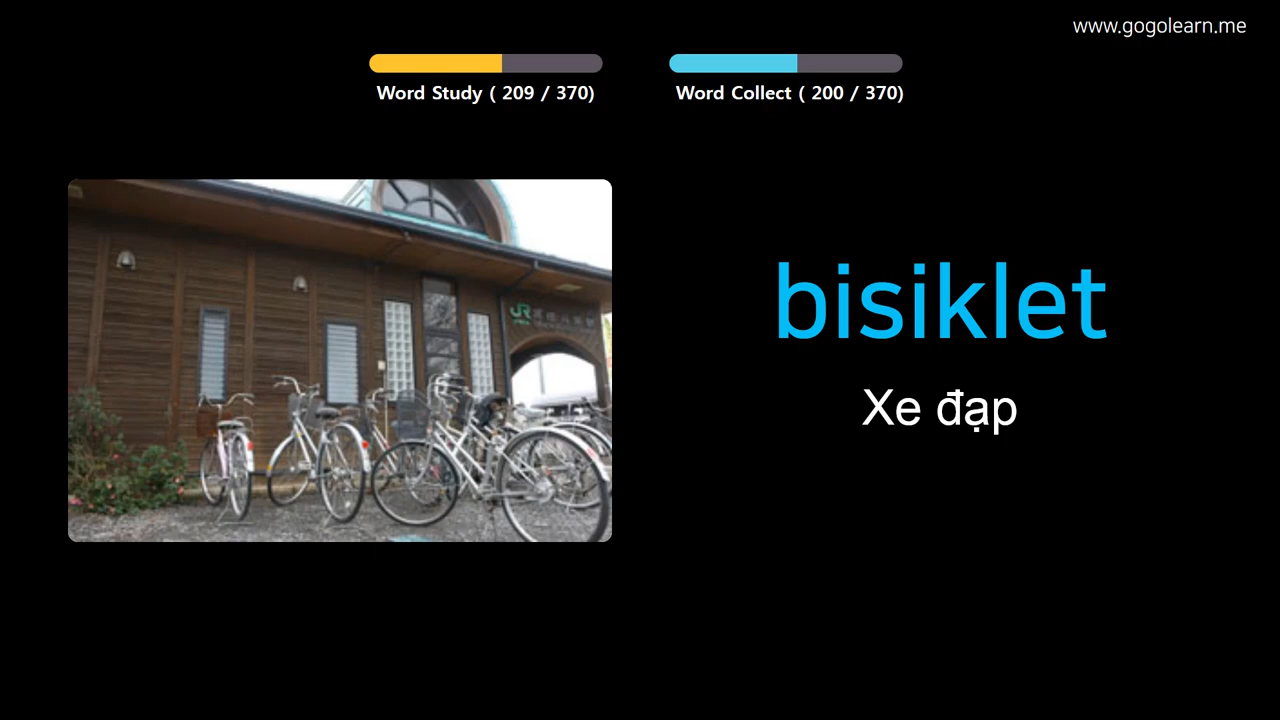 www.gogolearn.me
Word Study ( 209 / 370)
Word Collect ( 200 / 370)
JR
bisiklet
Xe đạp